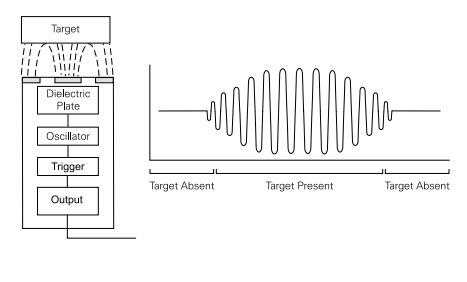 Target
Dielectric
Plate
Oscillator
Trigger
Output
Target Absent
Target Present
Target Absent